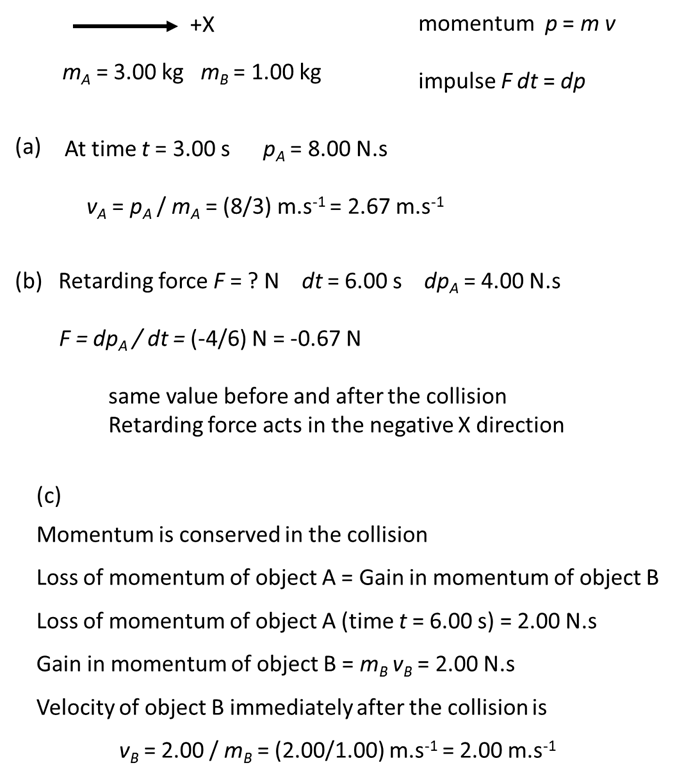 +X momentum p = m v
m_A = 3.00 kg m_B = 1.00 kg impulse F dt = dp
(a) At time t = 3.00 s p_A = 8.00 N.s
v_A = p_A / m_A = (8/3) m.s⁻¹ = 2.67 m.s⁻¹
(b) Retarding force F = ? N dt = 6.00 s dp_A = 4.00 N.s
F = dp_A / dt = (-4/6) N = -0.67 N
same value before and after the collision
Retarding force acts in the negative X direction
(c)
Momentum is conserved in the collision
Loss of momentum of object A = Gain in momentum of object B
Loss of momentum of object A (time t = 6.00 s) = 2.00 N.s
Gain in momentum of object B = m_B v_B = 2.00 N.s
Velocity of object B immediately after the collision is
v_B = 2.00 / m_B = (2.00/1.00) m.s⁻¹ = 2.00 m.s⁻¹